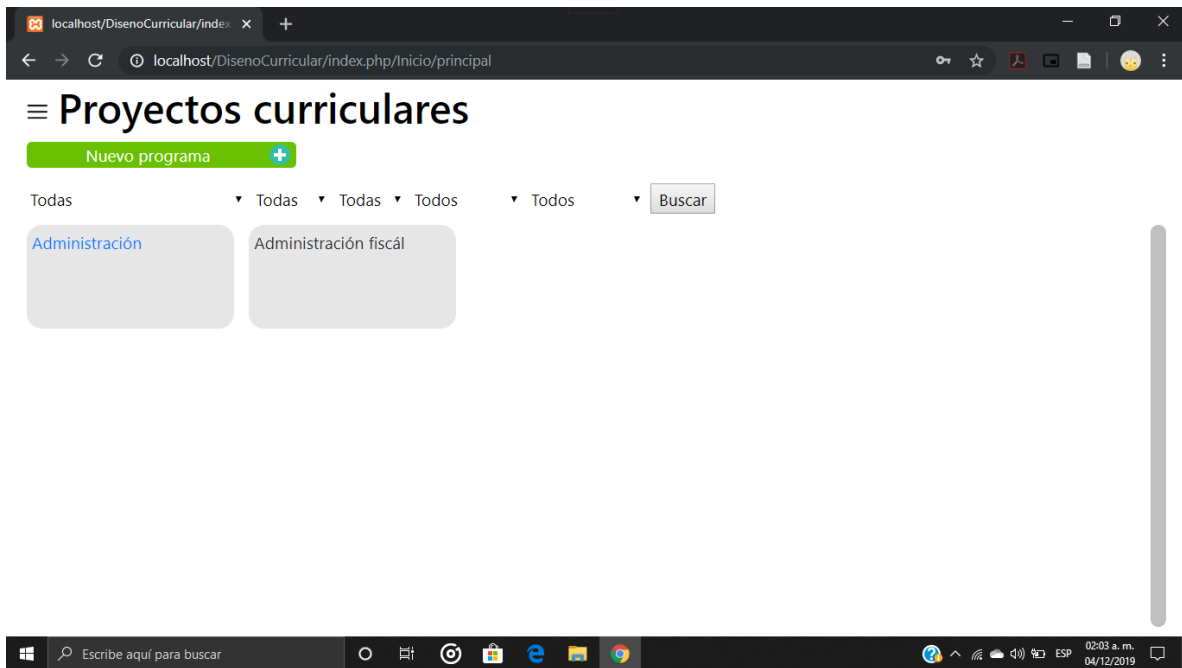 localhost/DisenoCurricular/index
localhost/DisenoCurricular/index.php/Inicio/principal
Proyectos curriculares
Nuevo programa
Todas Todas Todas Todos Todos Buscar
Administración Administración fiscál
Escribe aquí para buscar
ESP
02:03 a. m.
04/12/2019